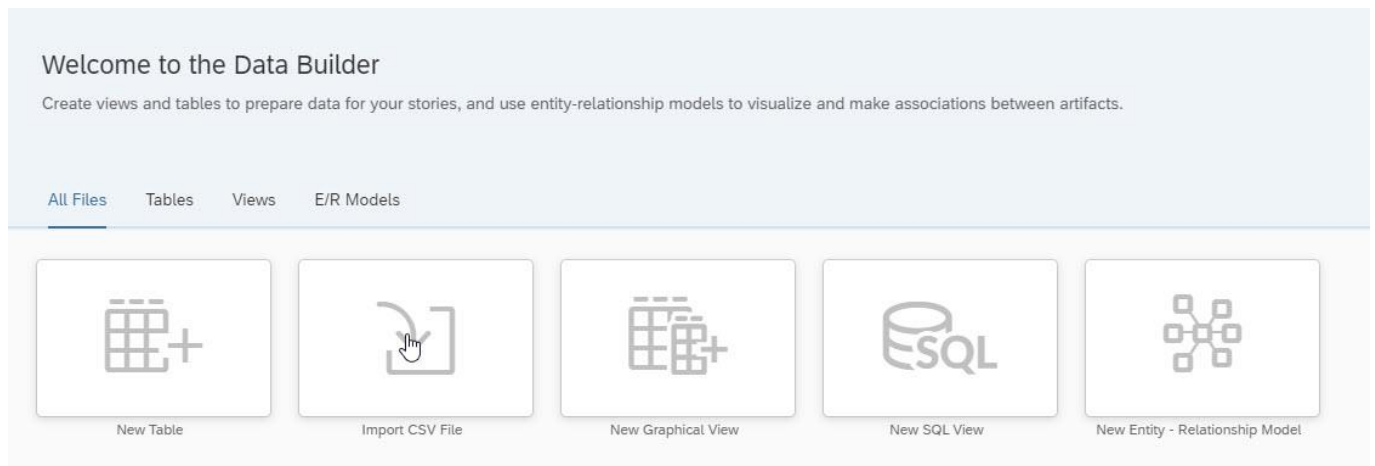 Welcome to the Data Builder
Create views and tables to prepare data for your stories, and use entity-relationship models to visualize and make associations between artifacts.
All Files Tables Views E/R Models
SQL
New Table Import CSV File New Graphical View New SQL View New Entity - Relationship Model